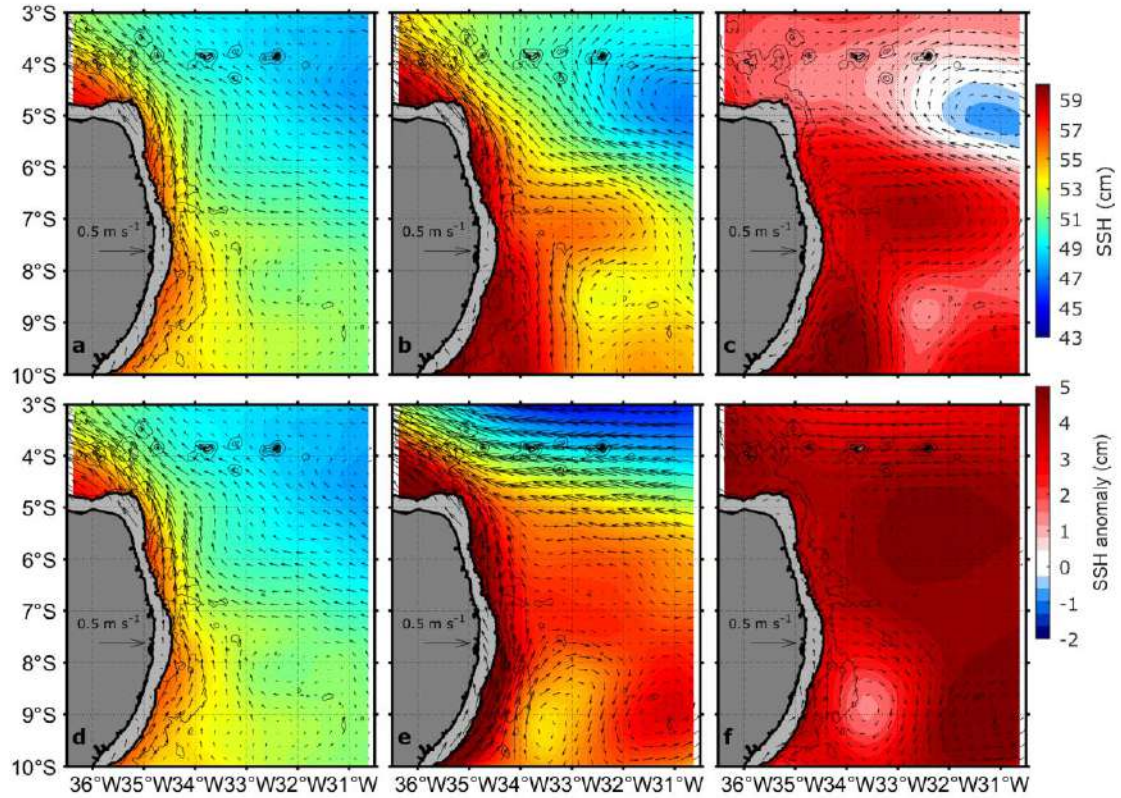 3°S
4°S
5°S
6°S
7°S
8°S
9°S
10°S
0.5 m s⁻¹
a
0.5 m s⁻¹
b
0.5 m s⁻¹
c
59
57
55
53
51
49
47
45
43
SSH (cm)
3°S
4°S
5°S
6°S
7°S
8°S
9°S
10°S
0.5 m s⁻¹
d
0.5 m s⁻¹
e
0.5 m s⁻¹
f
5
4
3
2
1
0
-1
-2
SSH anomaly (cm)
36°W35°W34°W33°W32°W31°W 36°W35°W34°W33°W32°W31°W 36°W35°W34°W33°W32°W31°W